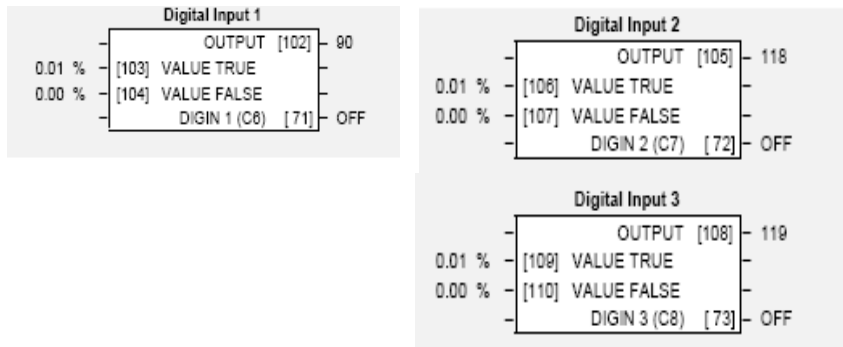 Digital Input 1
OUTPUT [102] 90
0.01 % [103] VALUE TRUE
0.00 % [104] VALUE FALSE
DIGIN 1 (C6) [ 71] OFF
Digital Input 2
OUTPUT [105] 118
0.01 % [106] VALUE TRUE
0.00 % [107] VALUE FALSE
DIGIN 2 (C7) [ 72] OFF
Digital Input 3
OUTPUT [108] 119
0.01 % [109] VALUE TRUE
0.00 % [110] VALUE FALSE
DIGIN 3 (C8) [ 73] OFF